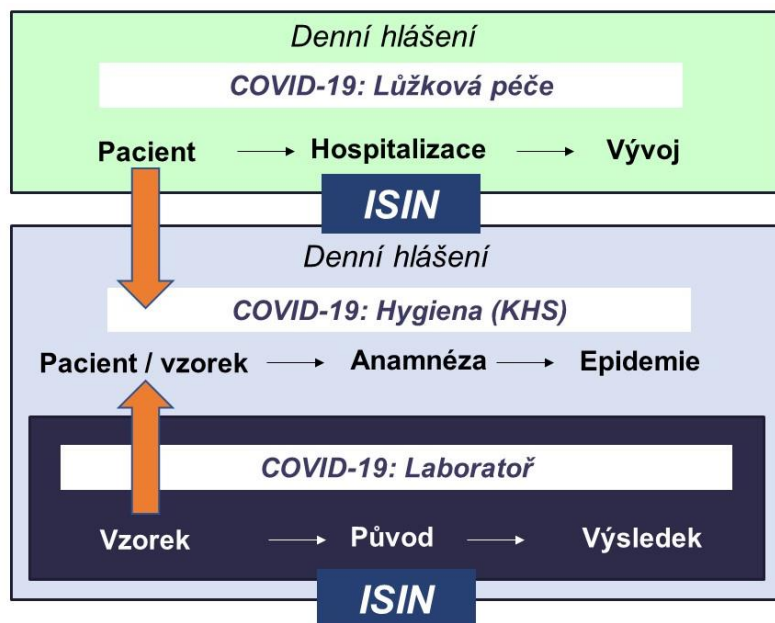 Denní hlášení
COVID-19: Lůžková péče
Pacient Hospitalizace Vývoj
ISIN
Denní hlášení
COVID-19: Hygiena (KHS)
Pacient / vzorek Anamnéza Epidemie
COVID-19: Laboratoř
Vzorek Původ Výsledek
ISIN